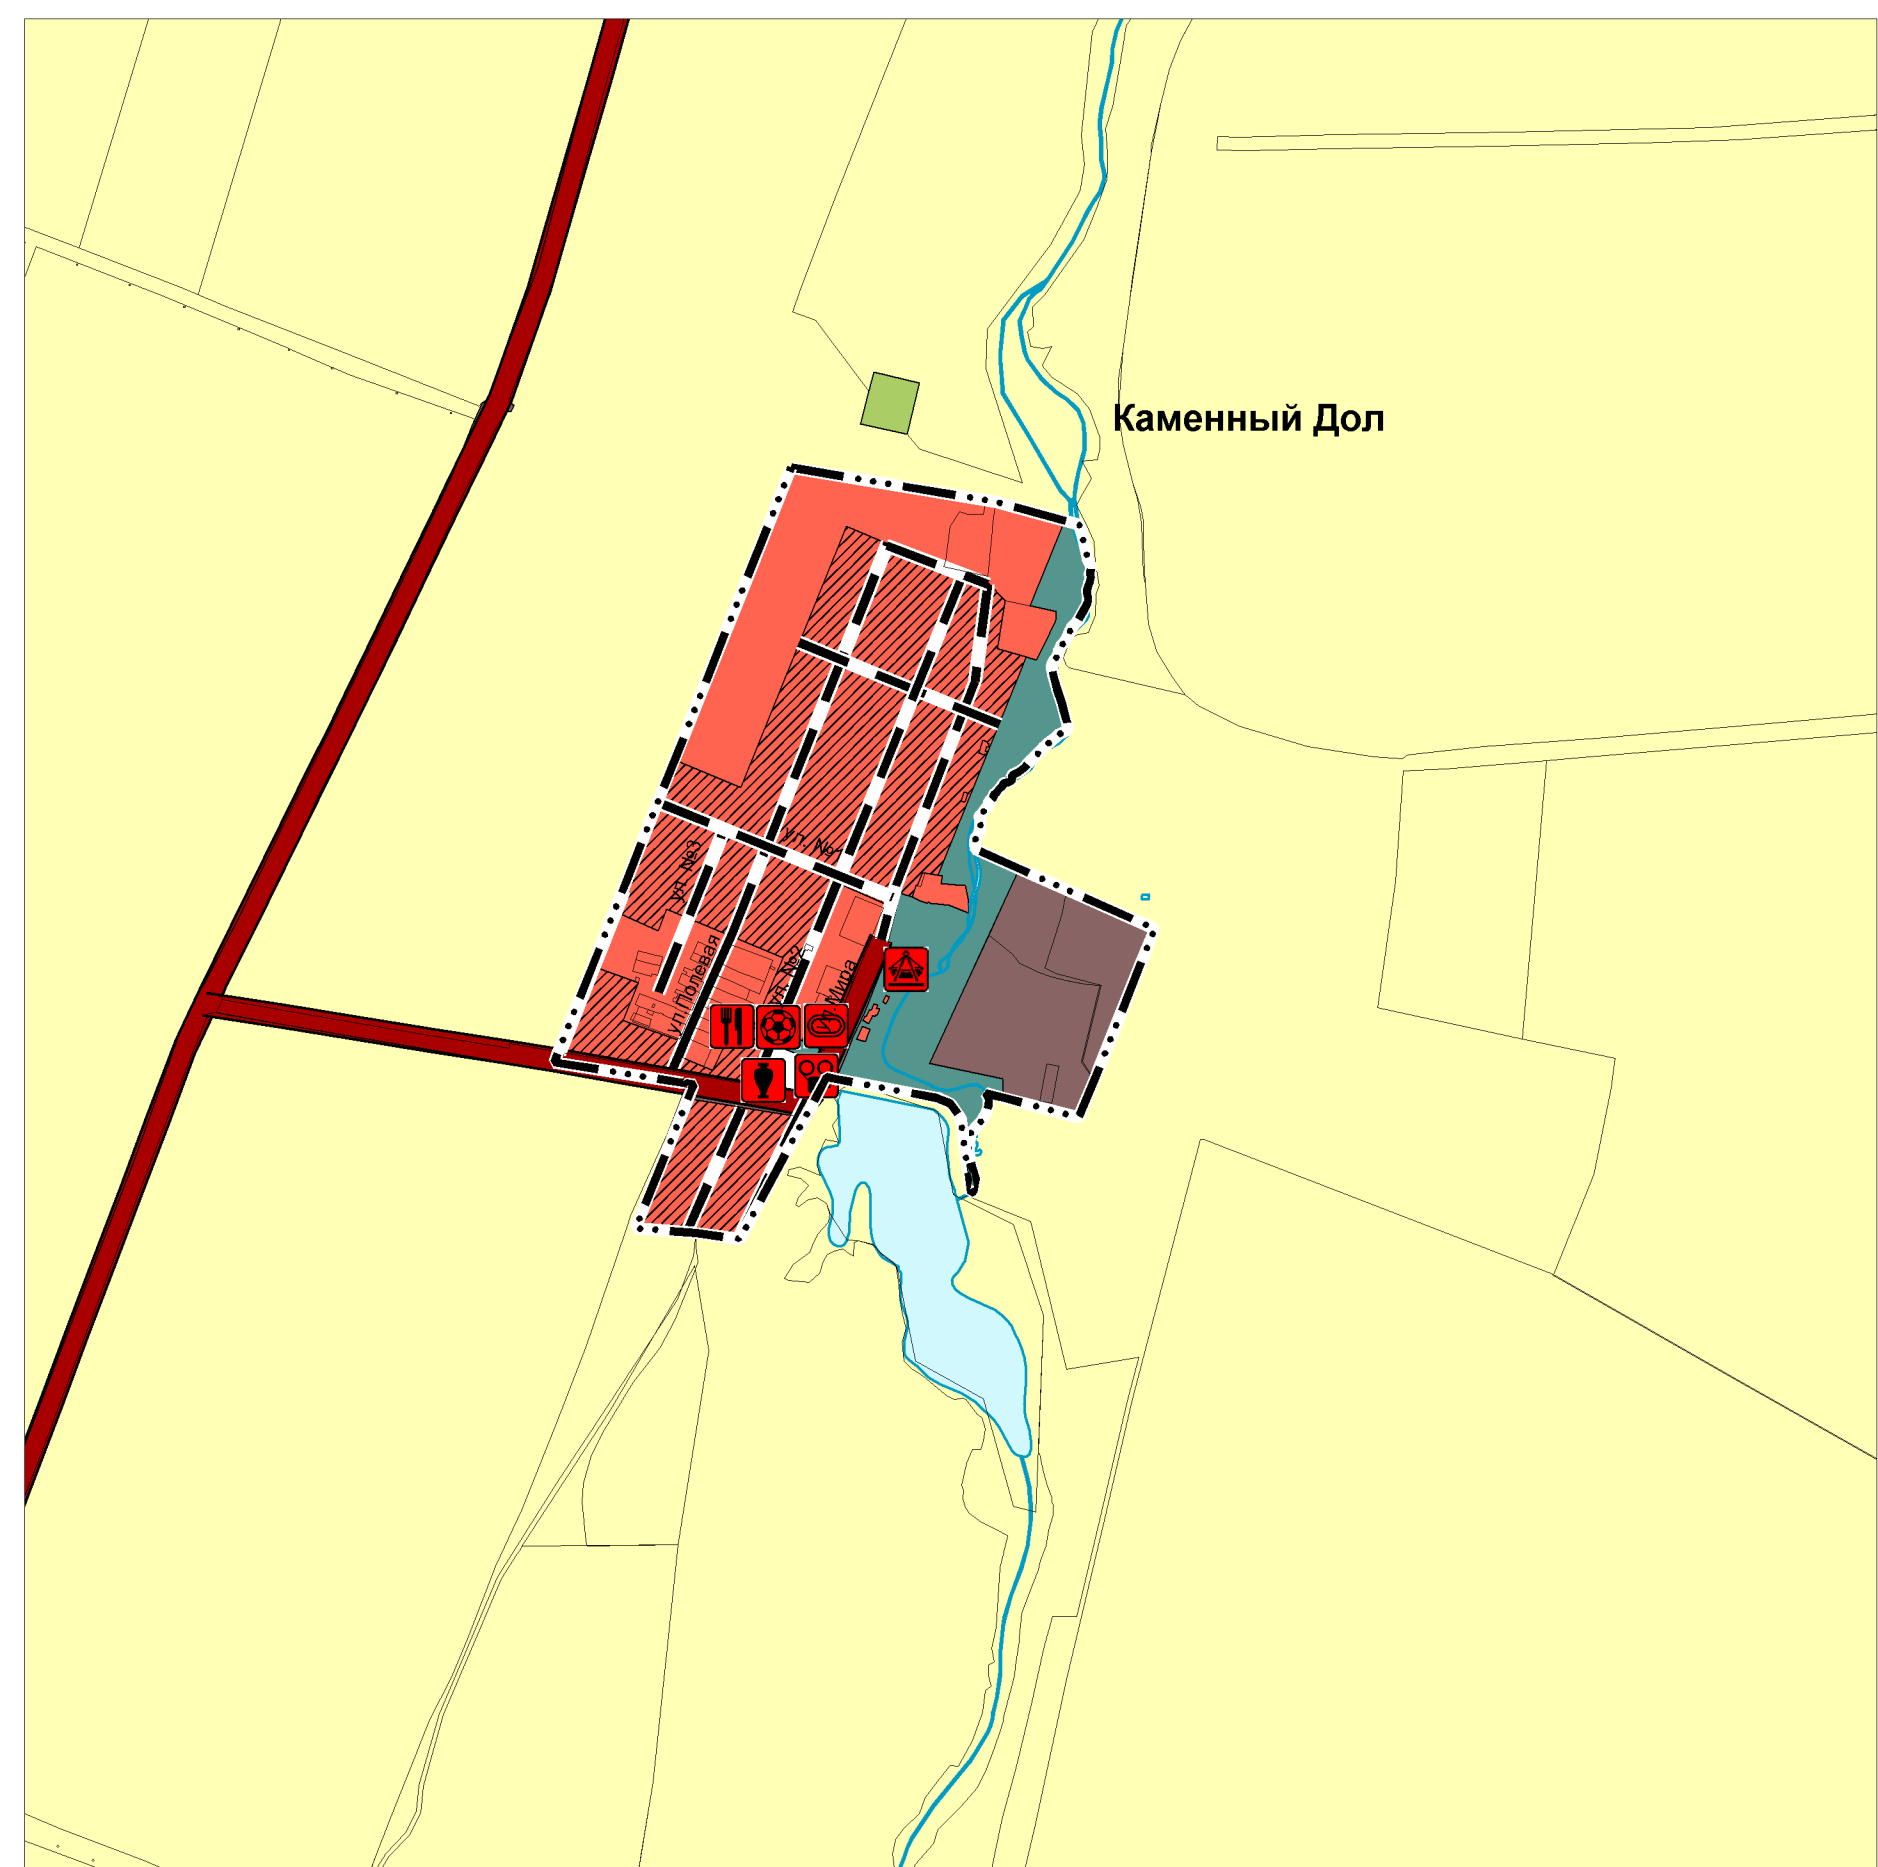 Каменный Дол
ул. №1
ул. №3
ул. Полевая
ул. №2
ул. Мира